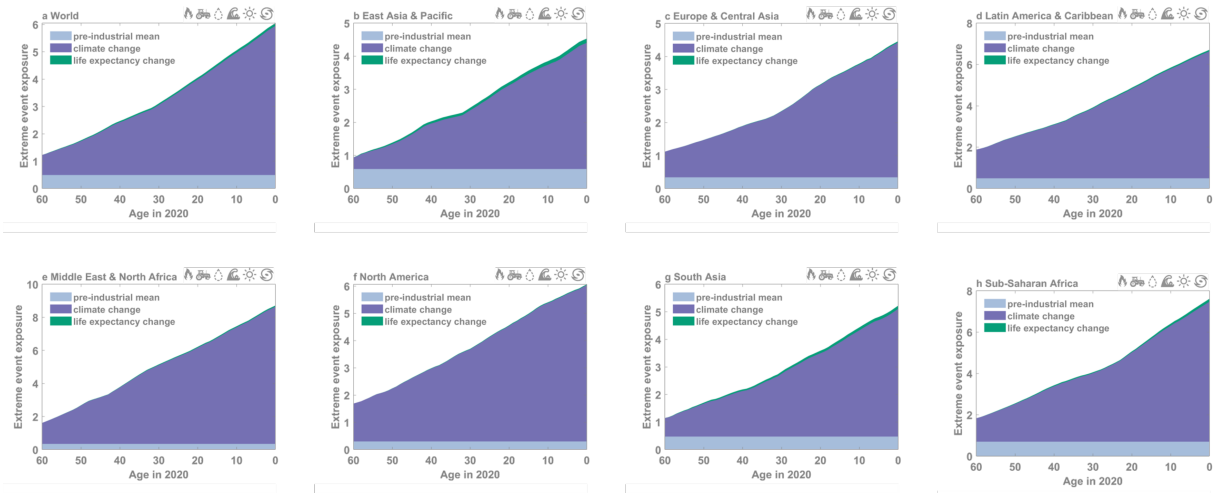 a World
Extreme event exposure
6
5
4
3
2
1
0
pre-industrial mean
climate change
life expectancy change
60 50 40 30 20 10 0
Age in 2020
b East Asia & Pacific
Extreme event exposure
5
4
3
2
1
0
pre-industrial mean
climate change
life expectancy change
60 50 40 30 20 10 0
Age in 2020
c Europe & Central Asia
Extreme event exposure
5
4
3
2
1
0
pre-industrial mean
climate change
life expectancy change
60 50 40 30 20 10 0
Age in 2020
d Latin America & Caribbean
Extreme event exposure
8
6
4
2
0
pre-industrial mean
climate change
life expectancy change
60 50 40 30 20 10 0
Age in 2020
e Middle East & North Africa
Extreme event exposure
10
8
6
4
2
0
pre-industrial mean
climate change
life expectancy change
60 50 40 30 20 10 0
Age in 2020
f North America
Extreme event exposure
6
5
4
3
2
1
0
pre-industrial mean
climate change
life expectancy change
60 50 40 30 20 10 0
Age in 2020
g South Asia
Extreme event exposure
6
5
4
3
2
1
0
pre-industrial mean
climate change
life expectancy change
60 50 40 30 20 10 0
Age in 2020
h Sub-Saharan Africa
Extreme event exposure
8
6
4
2
0
pre-industrial mean
climate change
life expectancy change
60 50 40 30 20 10 0
Age in 2020